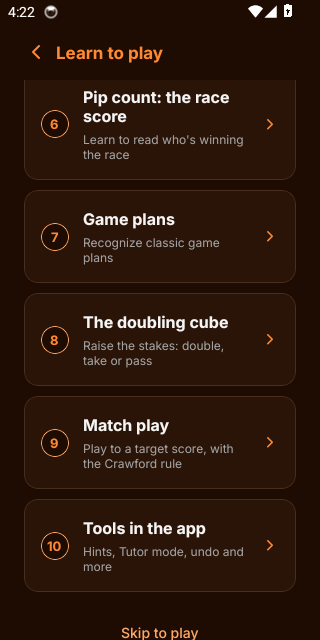 4:22
Learn to play
Pip count: the race
score
6
Learn to read who's winning
the race
Game plans
7
Recognize classic game
plans
The doubling cube
8
Raise the stakes: double,
take or pass
Match play
9
Play to a target score, with
the Crawford rule
Tools in the app
10
Hints, Tutor mode, undo and
more
Skip to play